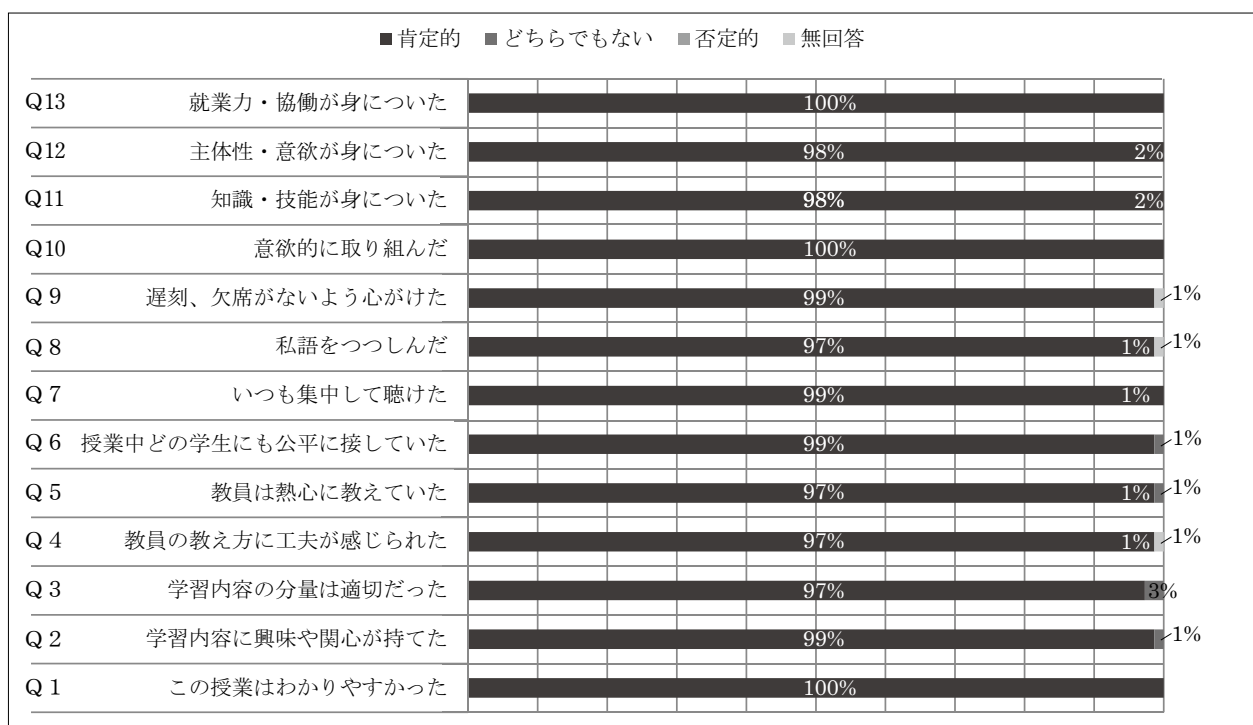 ■肯定的 ■どちらでもない ■否定的 ■無回答
Q13 就業力・協働が身についた 100%
Q12 主体性・意欲が身についた 98% 2%
Q11 知識・技能が身についた 98% 2%
Q10 意欲的に取り組んだ 100%
Q 9 遅刻、欠席がないよう心がけた 99% 1%
Q 8 私語をつつしんだ 97% 1% 1%
Q 7 いつも集中して聴けた 99% 1%
Q 6 授業中どの学生にも公平に接していた 99% 1%
Q 5 教員は熱心に教えていた 97% 1% 1%
Q 4 教員の教え方に工夫が感じられた 97% 1% 1%
Q 3 学習内容の分量は適切だった 97% 3%
Q 2 学習内容に興味や関心が持てた 99% 1%
Q 1 この授業はわかりやすかった 100%